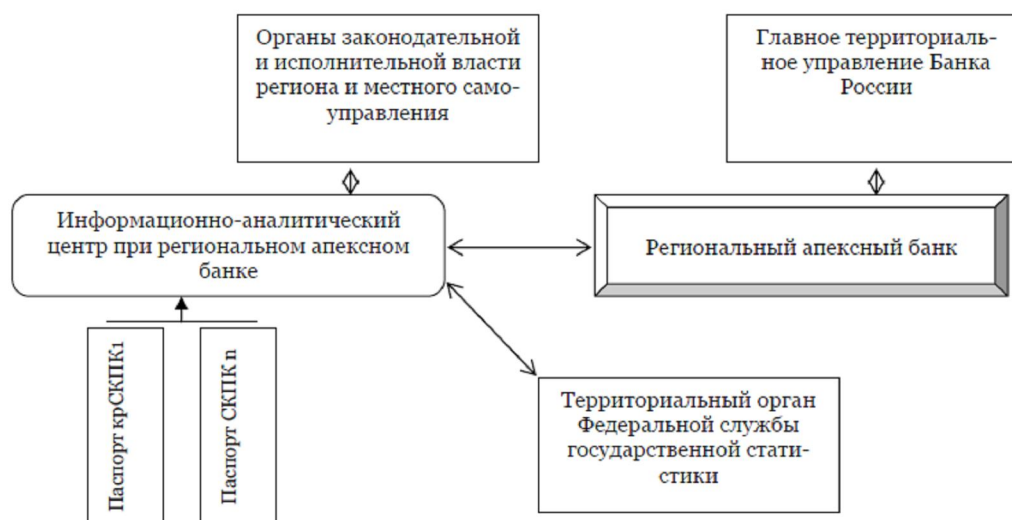 Органы законодательной
и исполнительной власти
региона и местного само-
управления
Главное территориаль-
ное управление Банка
России
Информационно-аналитический
центр при региональном апексном
банке
Региональный апексный банк
Паспорт крСКПК1
Паспорт СКПК n
Территориальный орган
Федеральной службы
государственной стати-
стики